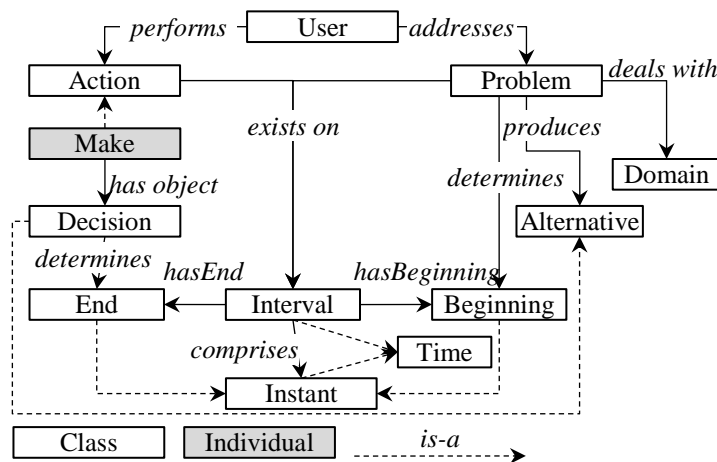 performs User addresses
Action Problem deals with
Make exists on produces
has object determines Domain
Decision Alternative
determines hasEnd hasBeginning
End Interval Beginning
comprises Time
Instant
Class Individual is-a